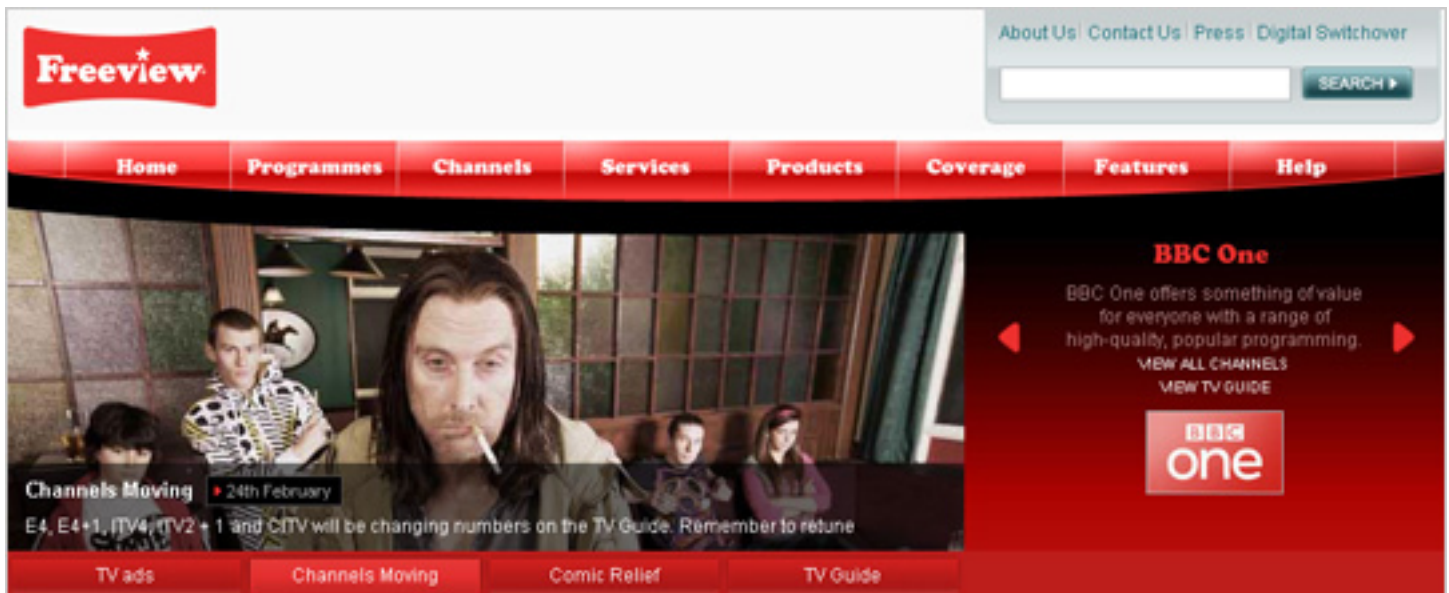 Freeview
About Us Contact Us Press Digital Switchover
SEARCH
Home Programmes Channels Services Products Coverage Features Help
BBC One
BBC One offers something of value
for everyone with a range of
high-quality, popular programming.
VIEW ALL CHANNELS
VIEW TV GUIDE
BBC
one
Channels Moving 24th February
E4, E4+1, ITV4, ITV2 + 1 and CITV will be changing numbers on the TV Guide. Remember to retune
TV ads Channels Moving Comic Relief TV Guide